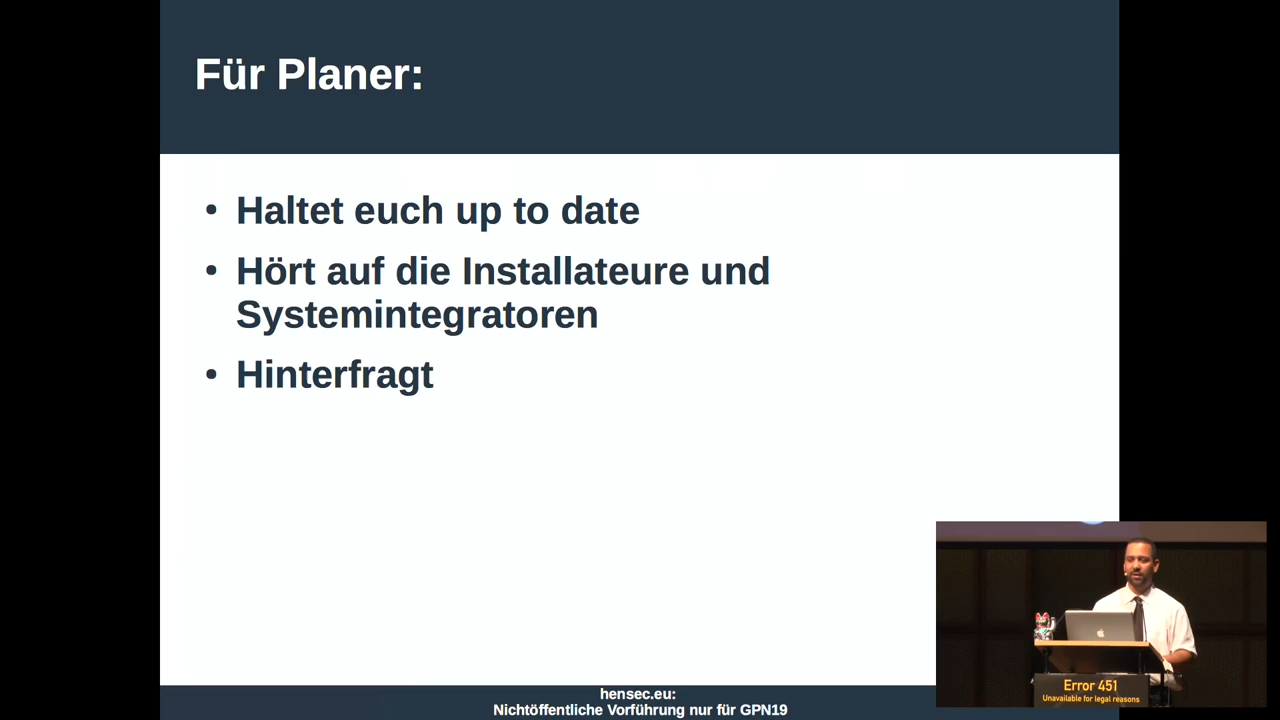 Für Planer:
• Haltet euch up to date
• Hört auf die Installateure und
Systemintegratoren
• Hinterfragt
hensec.eu:
Nichtöffentliche Vorführung nur für GPN19
Error 451
Unavailable for legal reasons